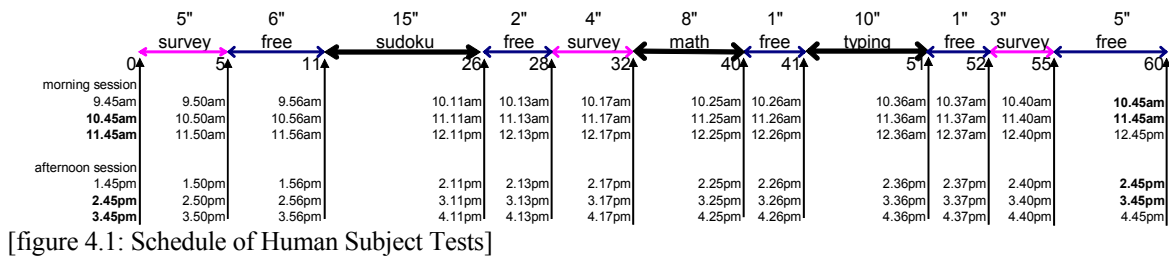 5" 6" 15" 2" 4" 8" 1" 10" 1" 3" 5"
survey free sudoku free survey math free typing free survey free
0 5 11 26 28 32 40 41 51 52 55 60
morning session
9.45am 9.50am 9.56am 10.11am 10.13am 10.17am 10.25am 10.26am 10.36am 10.37am 10.40am 10.45am
10.45am 10.50am 10.56am 11.11am 11.13am 11.17am 11.25am 11.26am 11.36am 11.37am 11.40am 11.45am
11.45am 11.50am 11.56am 12.11pm 12.13pm 12.17pm 12.25pm 12.26pm 12.36am 12.37am 12.40pm 12.45pm
afternoon session
1.45pm 1.50pm 1.56pm 2.11pm 2.13pm 2.17pm 2.25pm 2.26pm 2.36pm 2.37pm 2.40pm 2.45pm
2.45pm 2.50pm 2.56pm 3.11pm 3.13pm 3.17pm 3.25pm 3.26pm 3.36pm 3.37pm 3.40pm 3.45pm
3.45pm 3.50pm 3.56pm 4.11pm 4.13pm 4.17pm 4.25pm 4.26pm 4.36pm 4.37pm 4.40pm 4.45pm
[figure 4.1: Schedule of Human Subject Tests]